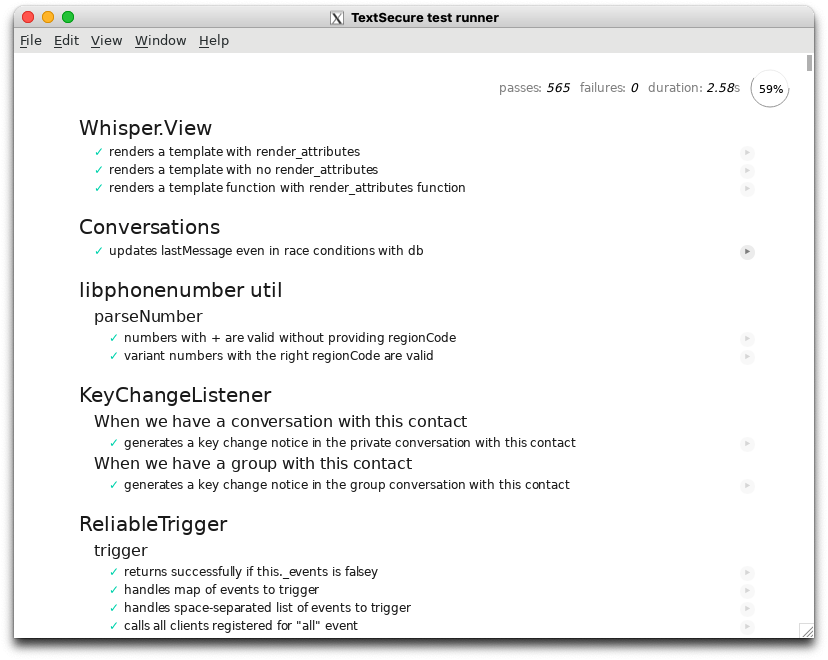 TextSecure test runner
File Edit View Window Help
passes: 565 failures: 0 duration: 2.58s 59%
Whisper.View
✓ renders a template with render_attributes
✓ renders a template with no render_attributes
✓ renders a template function with render_attributes function
Conversations
✓ updates lastMessage even in race conditions with db
libphonenumber util
parseNumber
✓ numbers with + are valid without providing regionCode
✓ variant numbers with the right regionCode are valid
KeyChangeListener
When we have a conversation with this contact
✓ generates a key change notice in the private conversation with this contact
When we have a group with this contact
✓ generates a key change notice in the group conversation with this contact
ReliableTrigger
trigger
✓ returns successfully if this._events is falsey
✓ handles map of events to trigger
✓ handles space-separated list of events to trigger
✓ calls all clients registered for "all" event